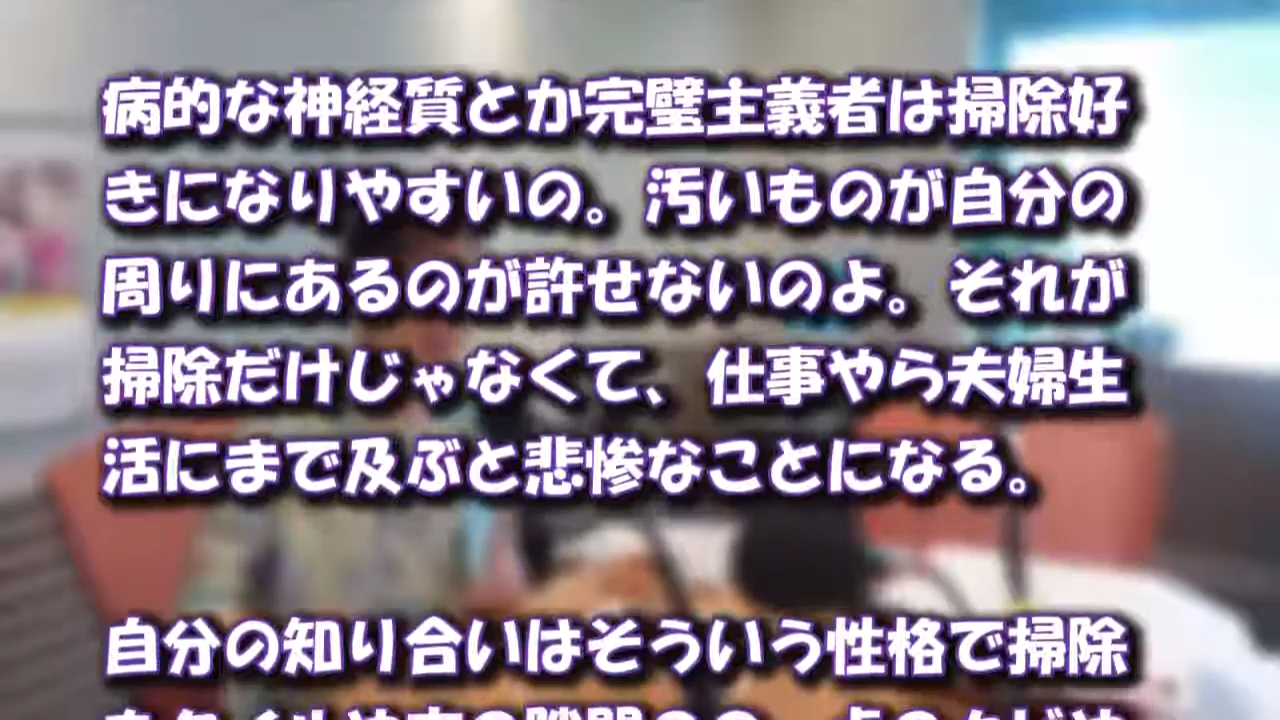 病的な神経質とか完璧主義者は掃除好
きになりやすいの。汚いものが自分の
周りにあるのが許せないのよ。それが
掃除だけじゃなくて、仕事やら夫婦生
活にまで及ぶと悲惨なことになる。
自分の知り合いはそういう性格で掃除